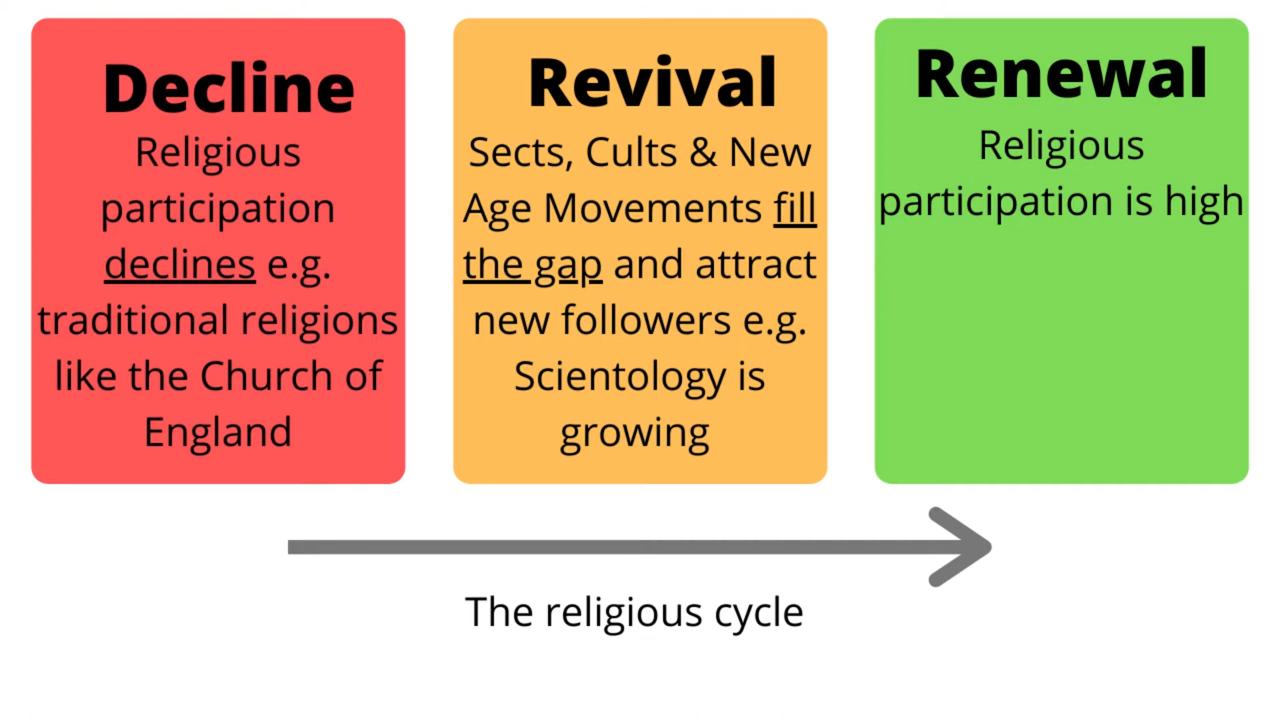 Decline
Religious
participation
declines e.g.
traditional religions
like the Church of
England
Revival
Sects, Cults & New
Age Movements fill
the gap and attract
new followers e.g.
Scientology is
growing
Renewal
Religious
participation is high
The religious cycle